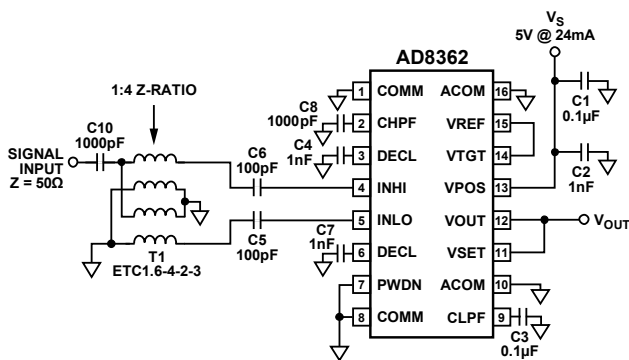 VS
5V @ 24mA
AD8362
1:4 Z-RATIO
C10
1000pF
SIGNAL
INPUT
Z = 50Ω
T1
ETC1.6-4-2-3
C6
100pF
C5
100pF
C8
1000pF
C4
1nF
C7
1nF
1 COMM
2 CHPF
3 DECL
4 INHI
5 INLO
6 DECL
7 PWDN
8 COMM
ACOM 16
VREF 15
VTGT 14
VPOS 13
VOUT 12
VSET 11
ACOM 10
CLPF 9
C1
0.1µF
C2
1nF
VOUT
C3
0.1µF